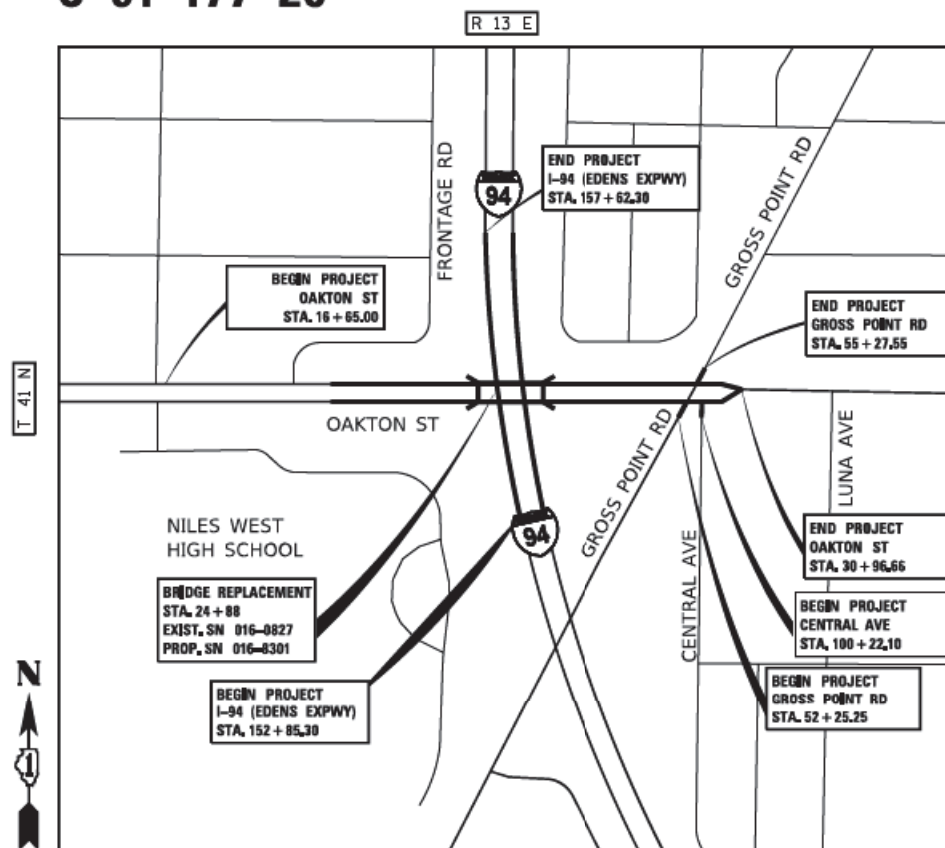 R 13 E
FRONTAGE RD
94
END PROJECT
I-94 (EDENS EXPWY)
STA. 157+62.30
GROSS POINT RD
BEGIN PROJECT
OAKTON ST
STA. 16+65.00
END PROJECT
GROSS POINT RD
STA. 55+27.55
T 41 N
OAKTON ST
GROSS POINT RD
LUNA AVE
NILES WEST
HIGH SCHOOL
94
CENTRAL AVE
END PROJECT
OAKTON ST
STA. 30+96.66
BRIDGE REPLACEMENT
STA. 24+88
EXIST. SN 016-0827
PROP. SN 016-8301
BEGIN PROJECT
CENTRAL AVE
STA. 100+22.10
BEGIN PROJECT
I-94 (EDENS EXPWY)
STA. 152+85.30
BEGIN PROJECT
GROSS POINT RD
STA. 52+25.25
N
1